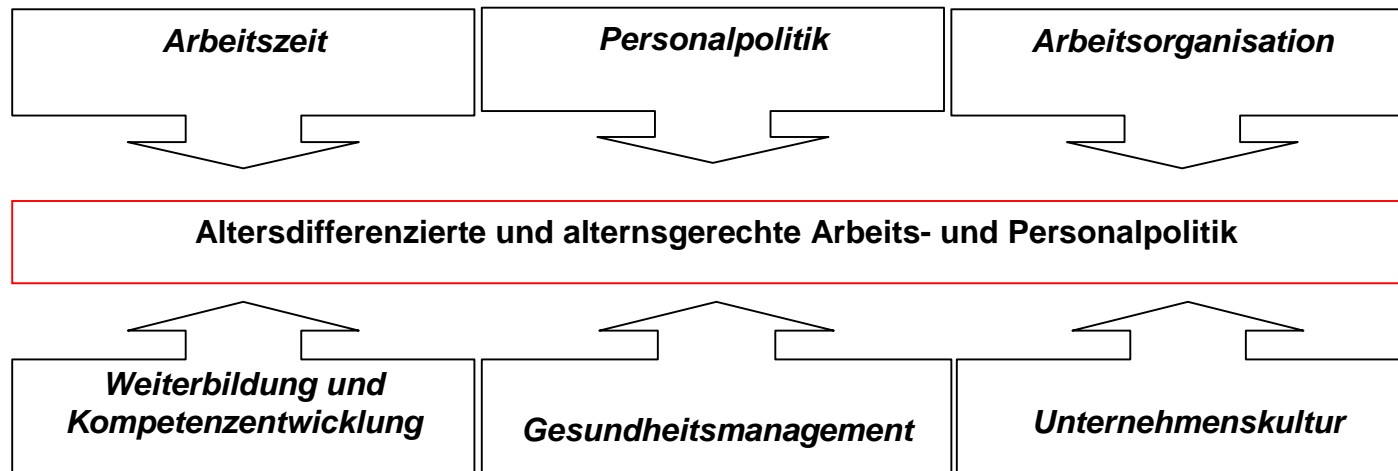 Arbeitszeit
Personalpolitik
Arbeitsorganisation
Altersdifferenzierte und alternsgerechte Arbeits- und Personalpolitik
Weiterbildung und
Kompetenzentwicklung
Gesundheitsmanagement
Unternehmenskultur